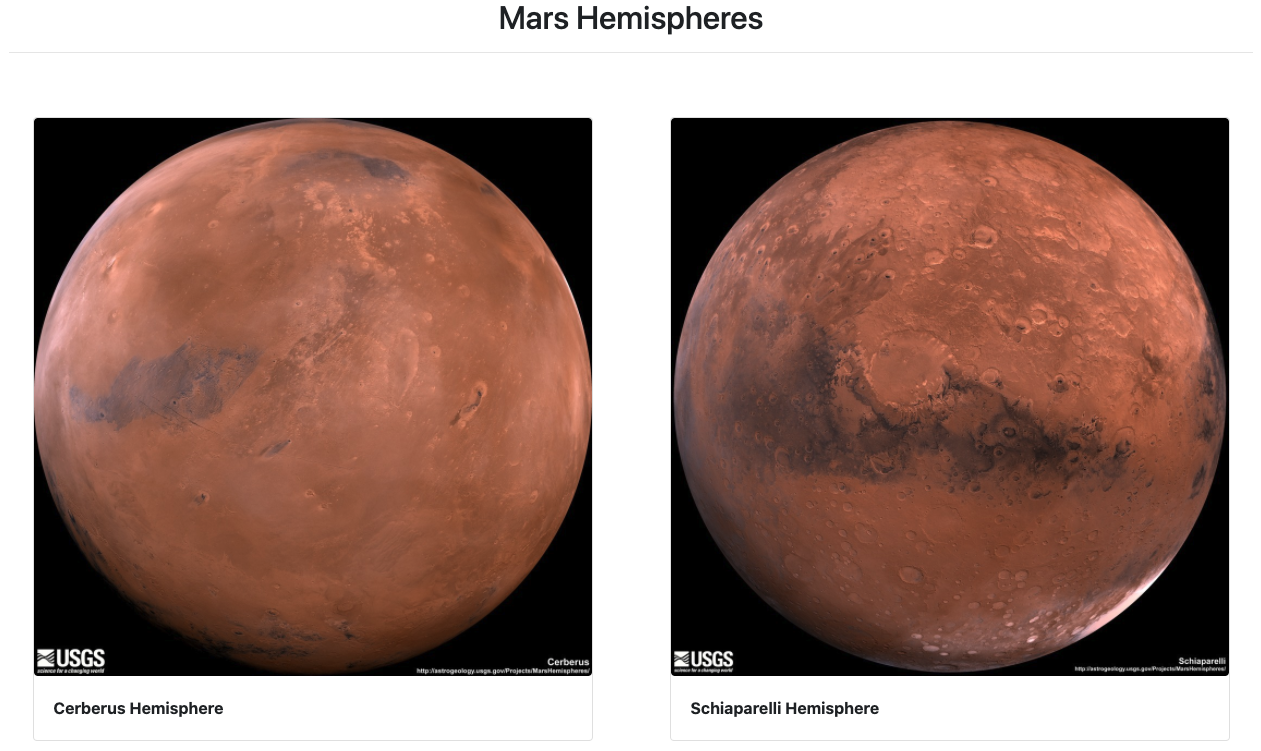 Mars Hemispheres
USGS
science for a changing world
Cerberus
http://astrogeology.usgs.gov/Projects/MarsHemispheres/
USGS
science for a changing world
Schiaparelli
http://astrogeology.usgs.gov/Projects/MarsHemispheres/
Cerberus Hemisphere
Schiaparelli Hemisphere